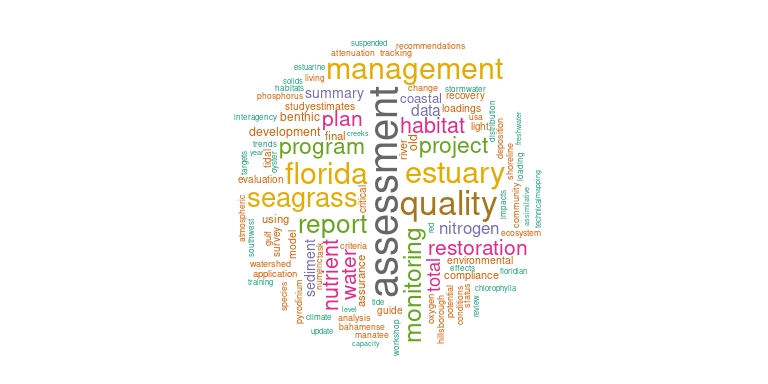 suspended
recommendations
attenuation
tracking
estuarine
management
solids
living
habitats
change
stormwater
phosphorus
summary
coastal
recovery
studyestimates
data
loadings
interagency
benthic
plan
habitat
usa
light
distribution
freshwater
development
final
creeks
river
old
project
deposition
trends
program
assessment
year
tidal
oyster
targets
florida
estuary
shoreline
loading
evaluation
seagrass
critical
quality
impacts
community
assimilative
technicalmapping
atmospheric
using
report
red
nitrogen
ecosystem
southwest
gulf
survey
model
sediment
nutrient
numeric
task
criteria
water
assurance
monitoring
restoration
total
environmental
watershed
application
effects
compliance
floridian
training
species
pyrodinium
tide
level
guide
oxygen
hillsborough
potential
conditions
status
review
chlorophylla
climate
analysis
update
bahamense
manatee
capacity
workshop